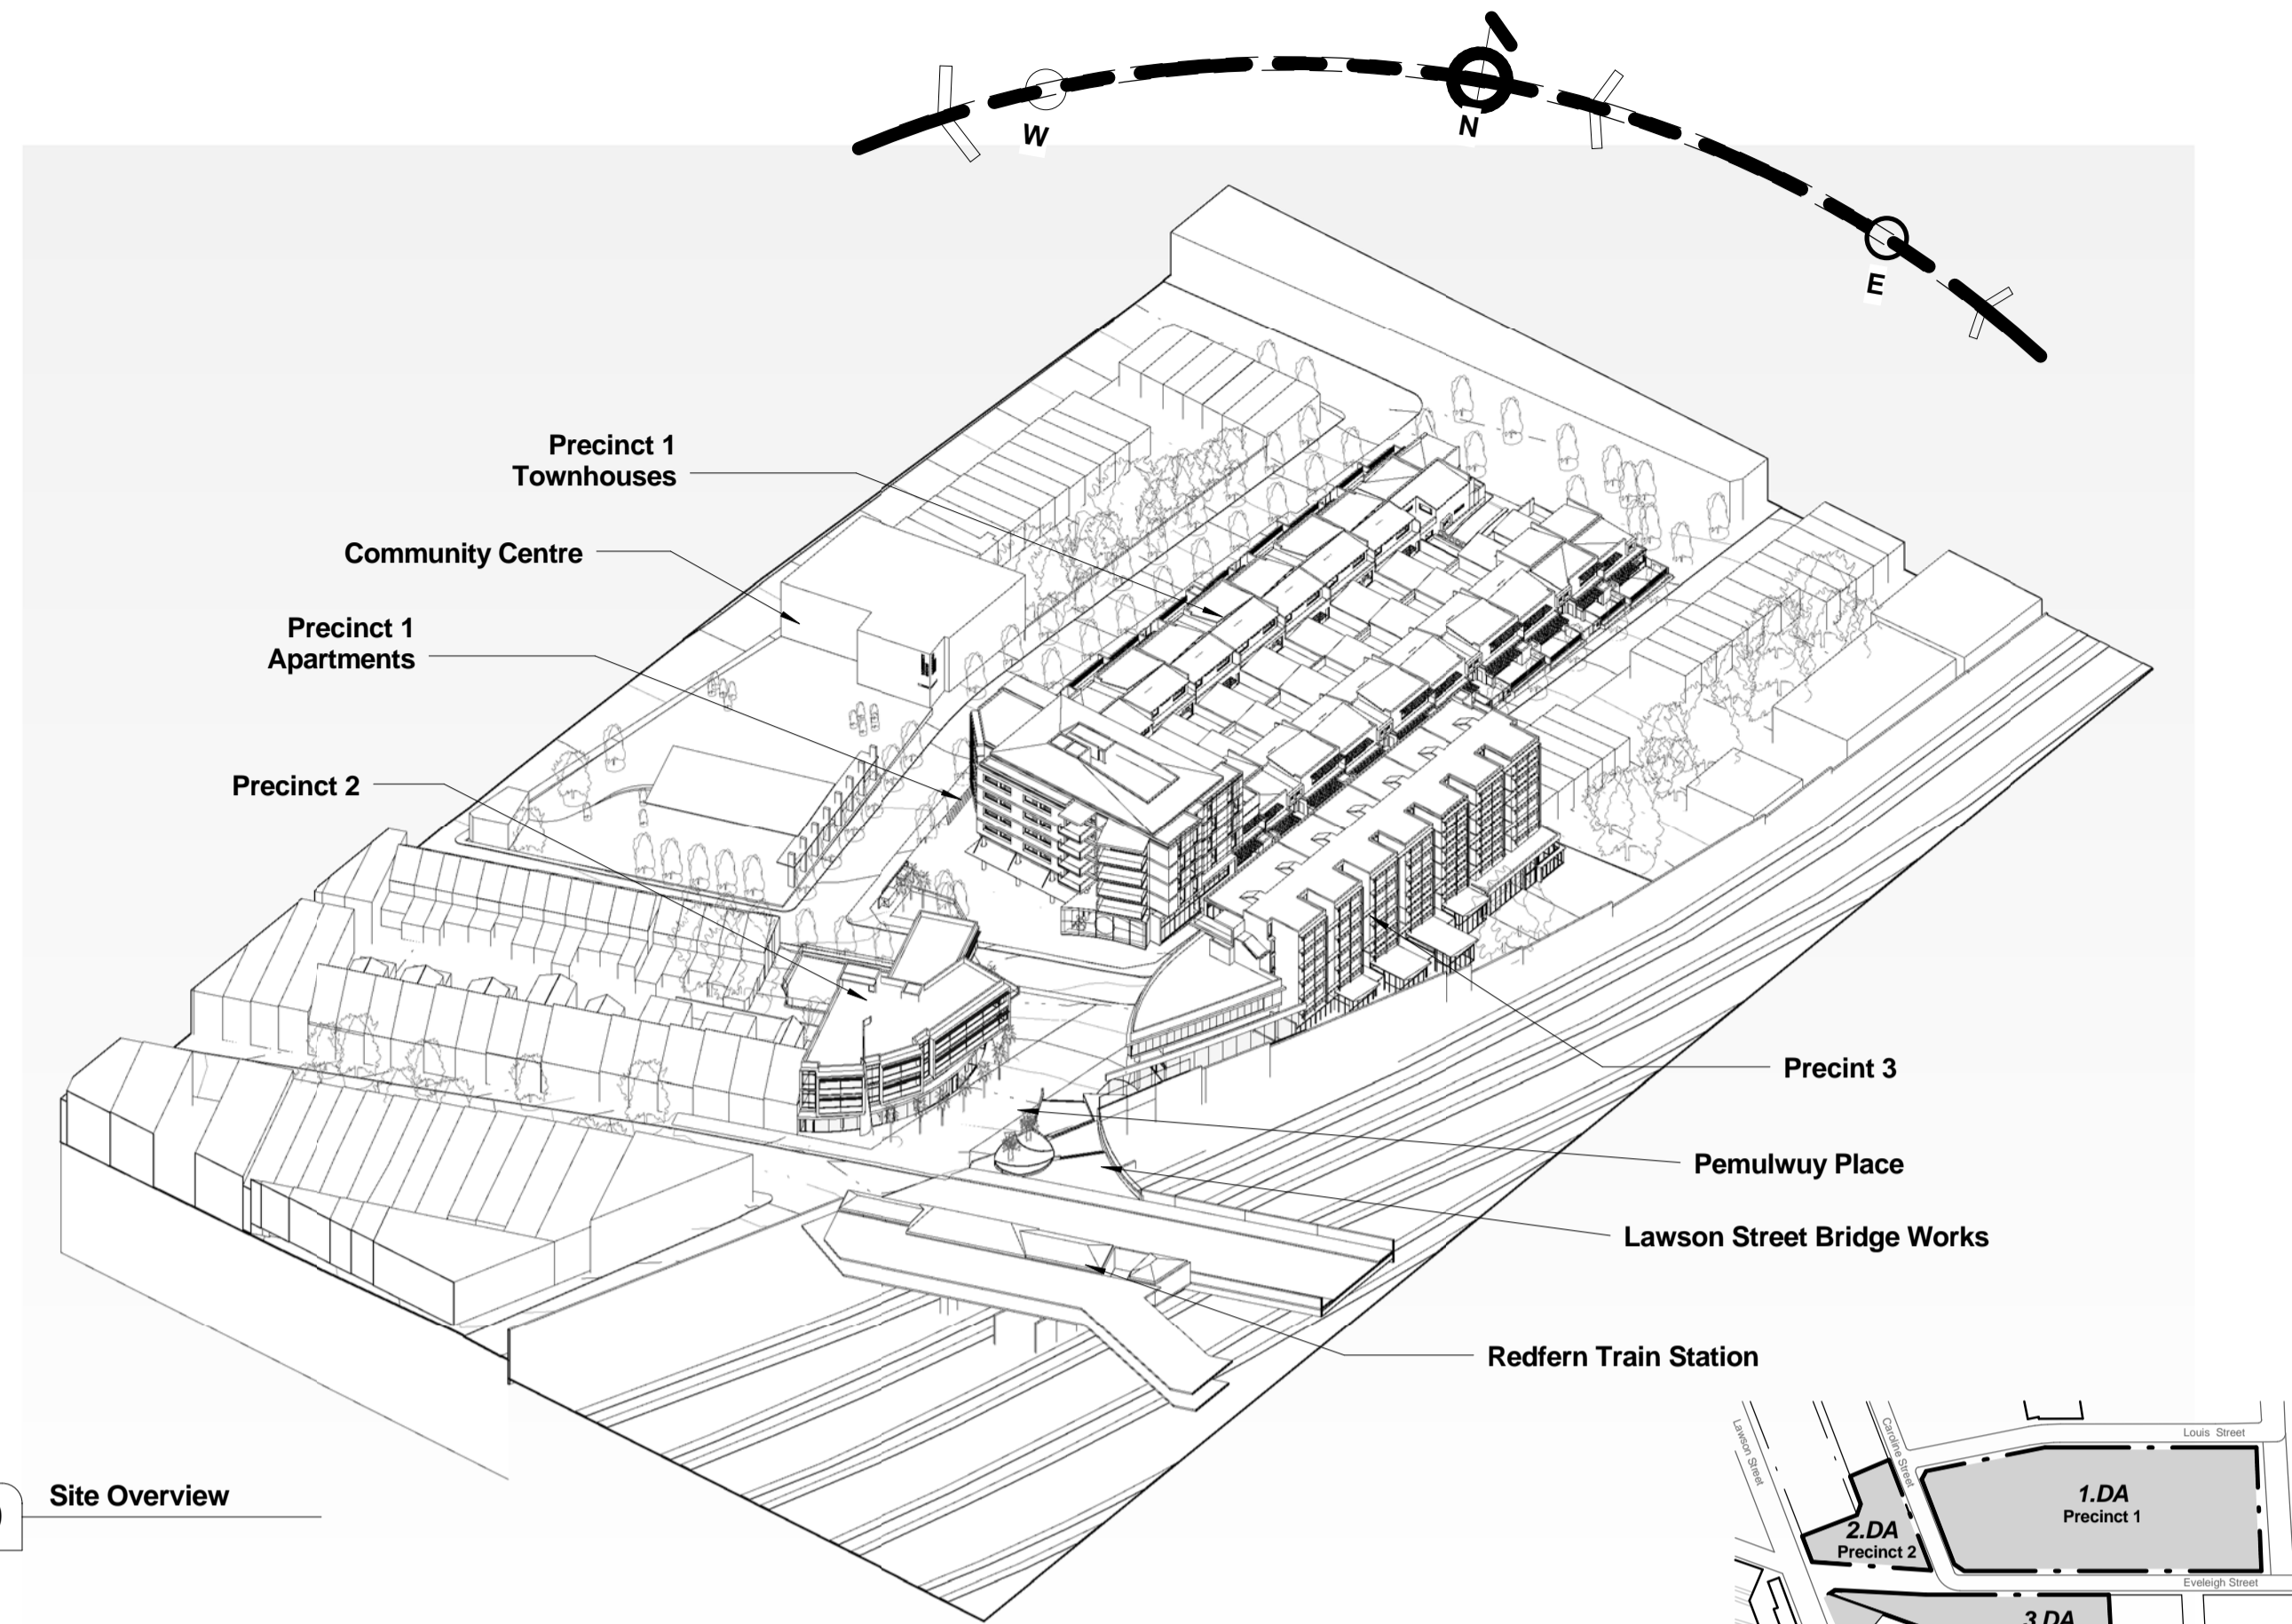 W
N
E
Precinct 1
Townhouses
Community Centre
Precinct 1
Apartments
Precinct 2
Precint 3
Pemulwuy Place
Lawson Street Bridge Works
Redfern Train Station
Site Overview
Lawson Street
Caroline Street
Louis Street
1.DA
Precinct 1
2.DA
Precinct 2
Eveleigh Street
3.DA